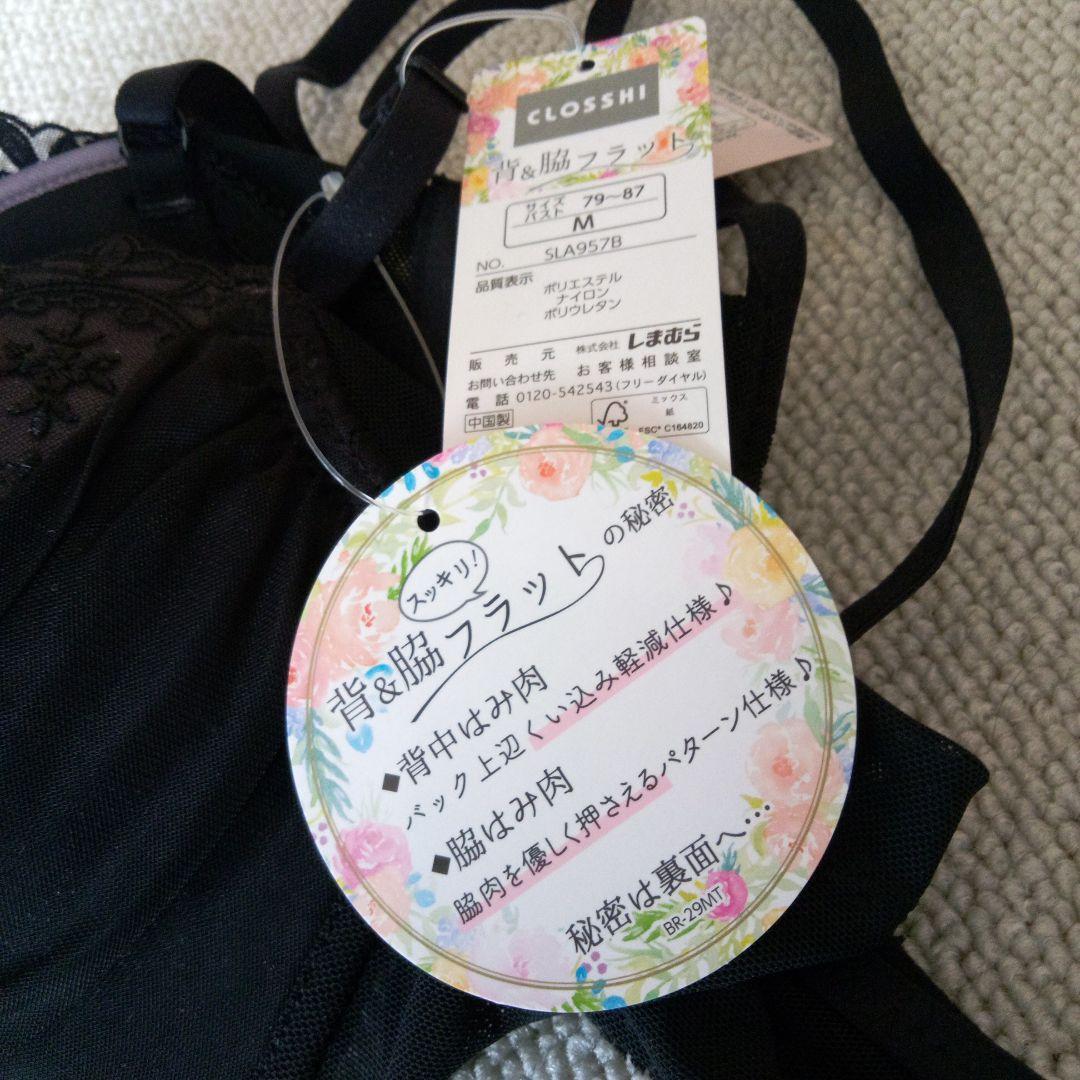 CLOSSHI
背&脇フラット
サイズ
バスト 79～87
M
NO. SLA957B
品質表示 ポリエステル
ナイロン
ポリウレタン
販売元 株式会社 しまむら
お問い合わせ先 お客様相談室
電話 0120-542543(フリーダイヤル)
中国製
ミックス
紙
FSC® C164820
スッキリ!
背&脇フラットの秘密
◆背中はみ肉
バック上辺くい込み軽減仕様♪
◆脇はみ肉
脇肉を優しく押さえるパターン仕様♪
秘密は裏面へ…
BR-29MT